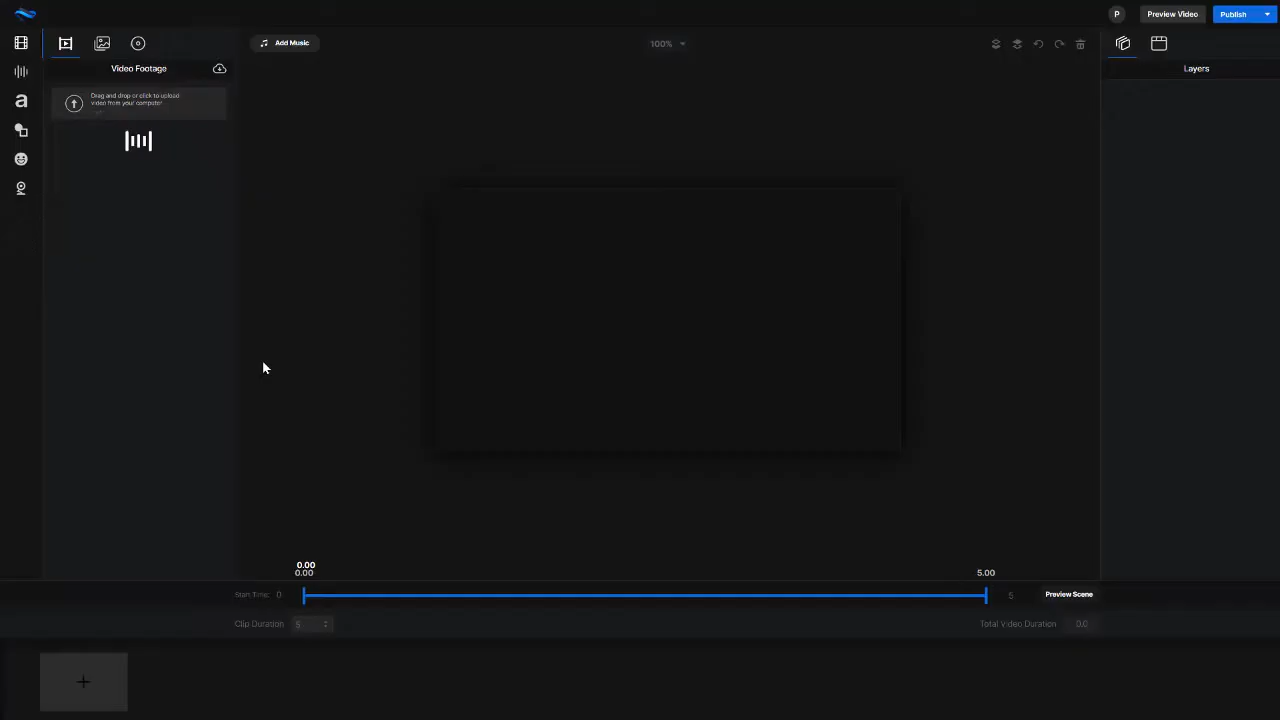 P
Preview Video
Publish
Add Music
100%
Layers
Video Footage
Drag and drop or click to upload
video from your computer
0.00
0.00
5.00
Start Time: 0
5
Preview Scene
Clip Duration 5
Total Video Duration 0.0